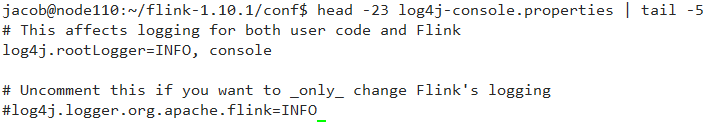 jacob@node110:~/flink-1.10.1/conf$ head -23 log4j-console.properties | tail -5
# This affects logging for both user code and Flink
log4j.rootLogger=INFO, console

# Uncomment this if you want to _only_ change Flink's logging
#log4j.logger.org.apache.flink=INFO